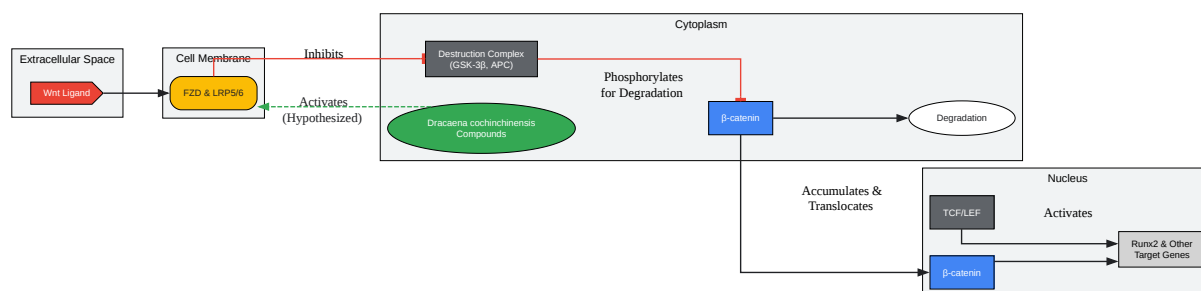 Cytoplasm
Extracellular Space
Cell Membrane
Inhibits
Destruction Complex
(GSK-3β, APC)
Wnt Ligand
FZD & LRP5/6
Phosphorylates
for Degradation
Activates
(Hypothesized)
Dracaena cochinchinensis
Compounds
β-catenin
Degradation
Nucleus
Accumulates &
Translocates
TCF/LEF
Activates
Runx2 & Other
Target Genes
β-catenin